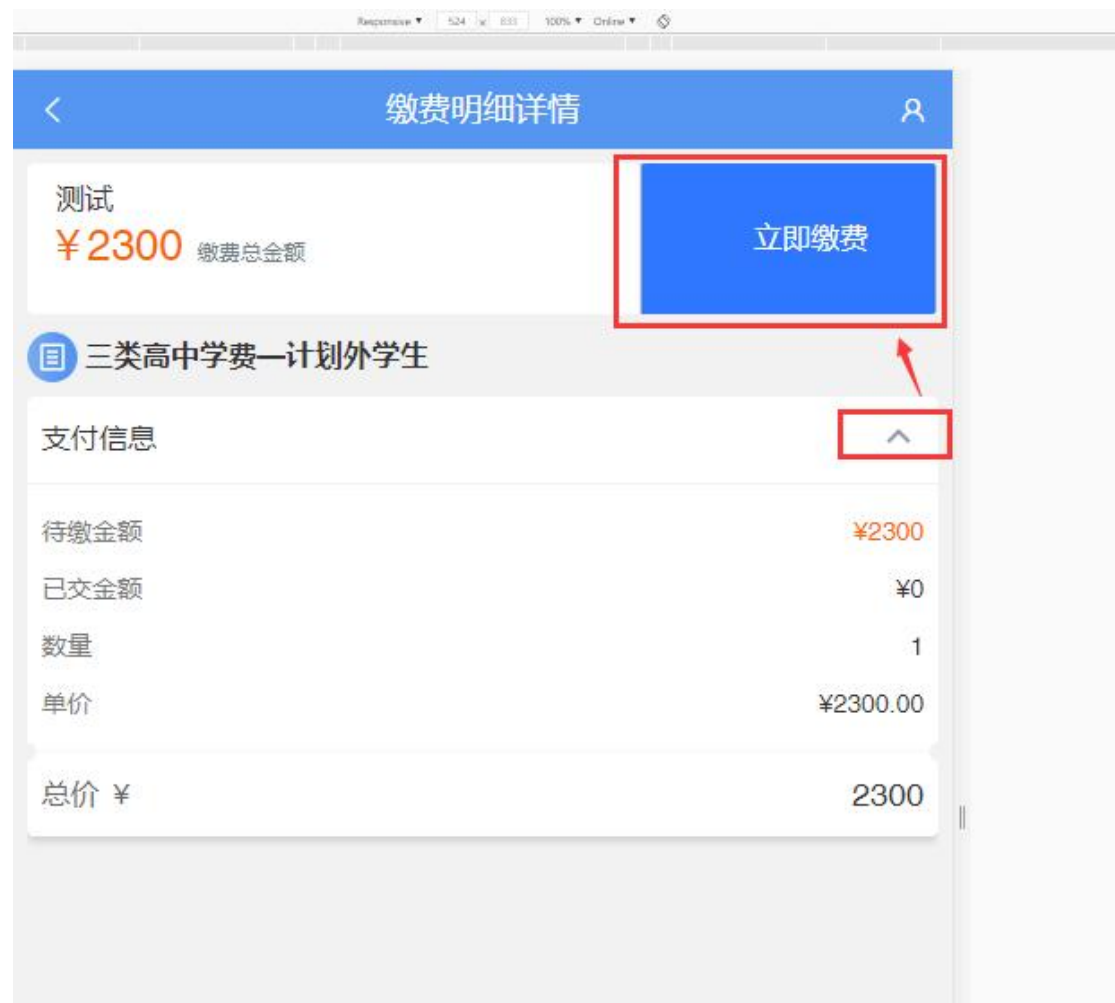 Responsive ▼ 524 x 833 100% ▼ Online ▼
缴费明细详情
测试
¥2300 缴费总金额
立即缴费
三类高中学费—计划外学生
支付信息
待缴金额 ¥2300
已交金额 ¥0
数量 1
单价 ¥2300.00
总价 ¥ 2300